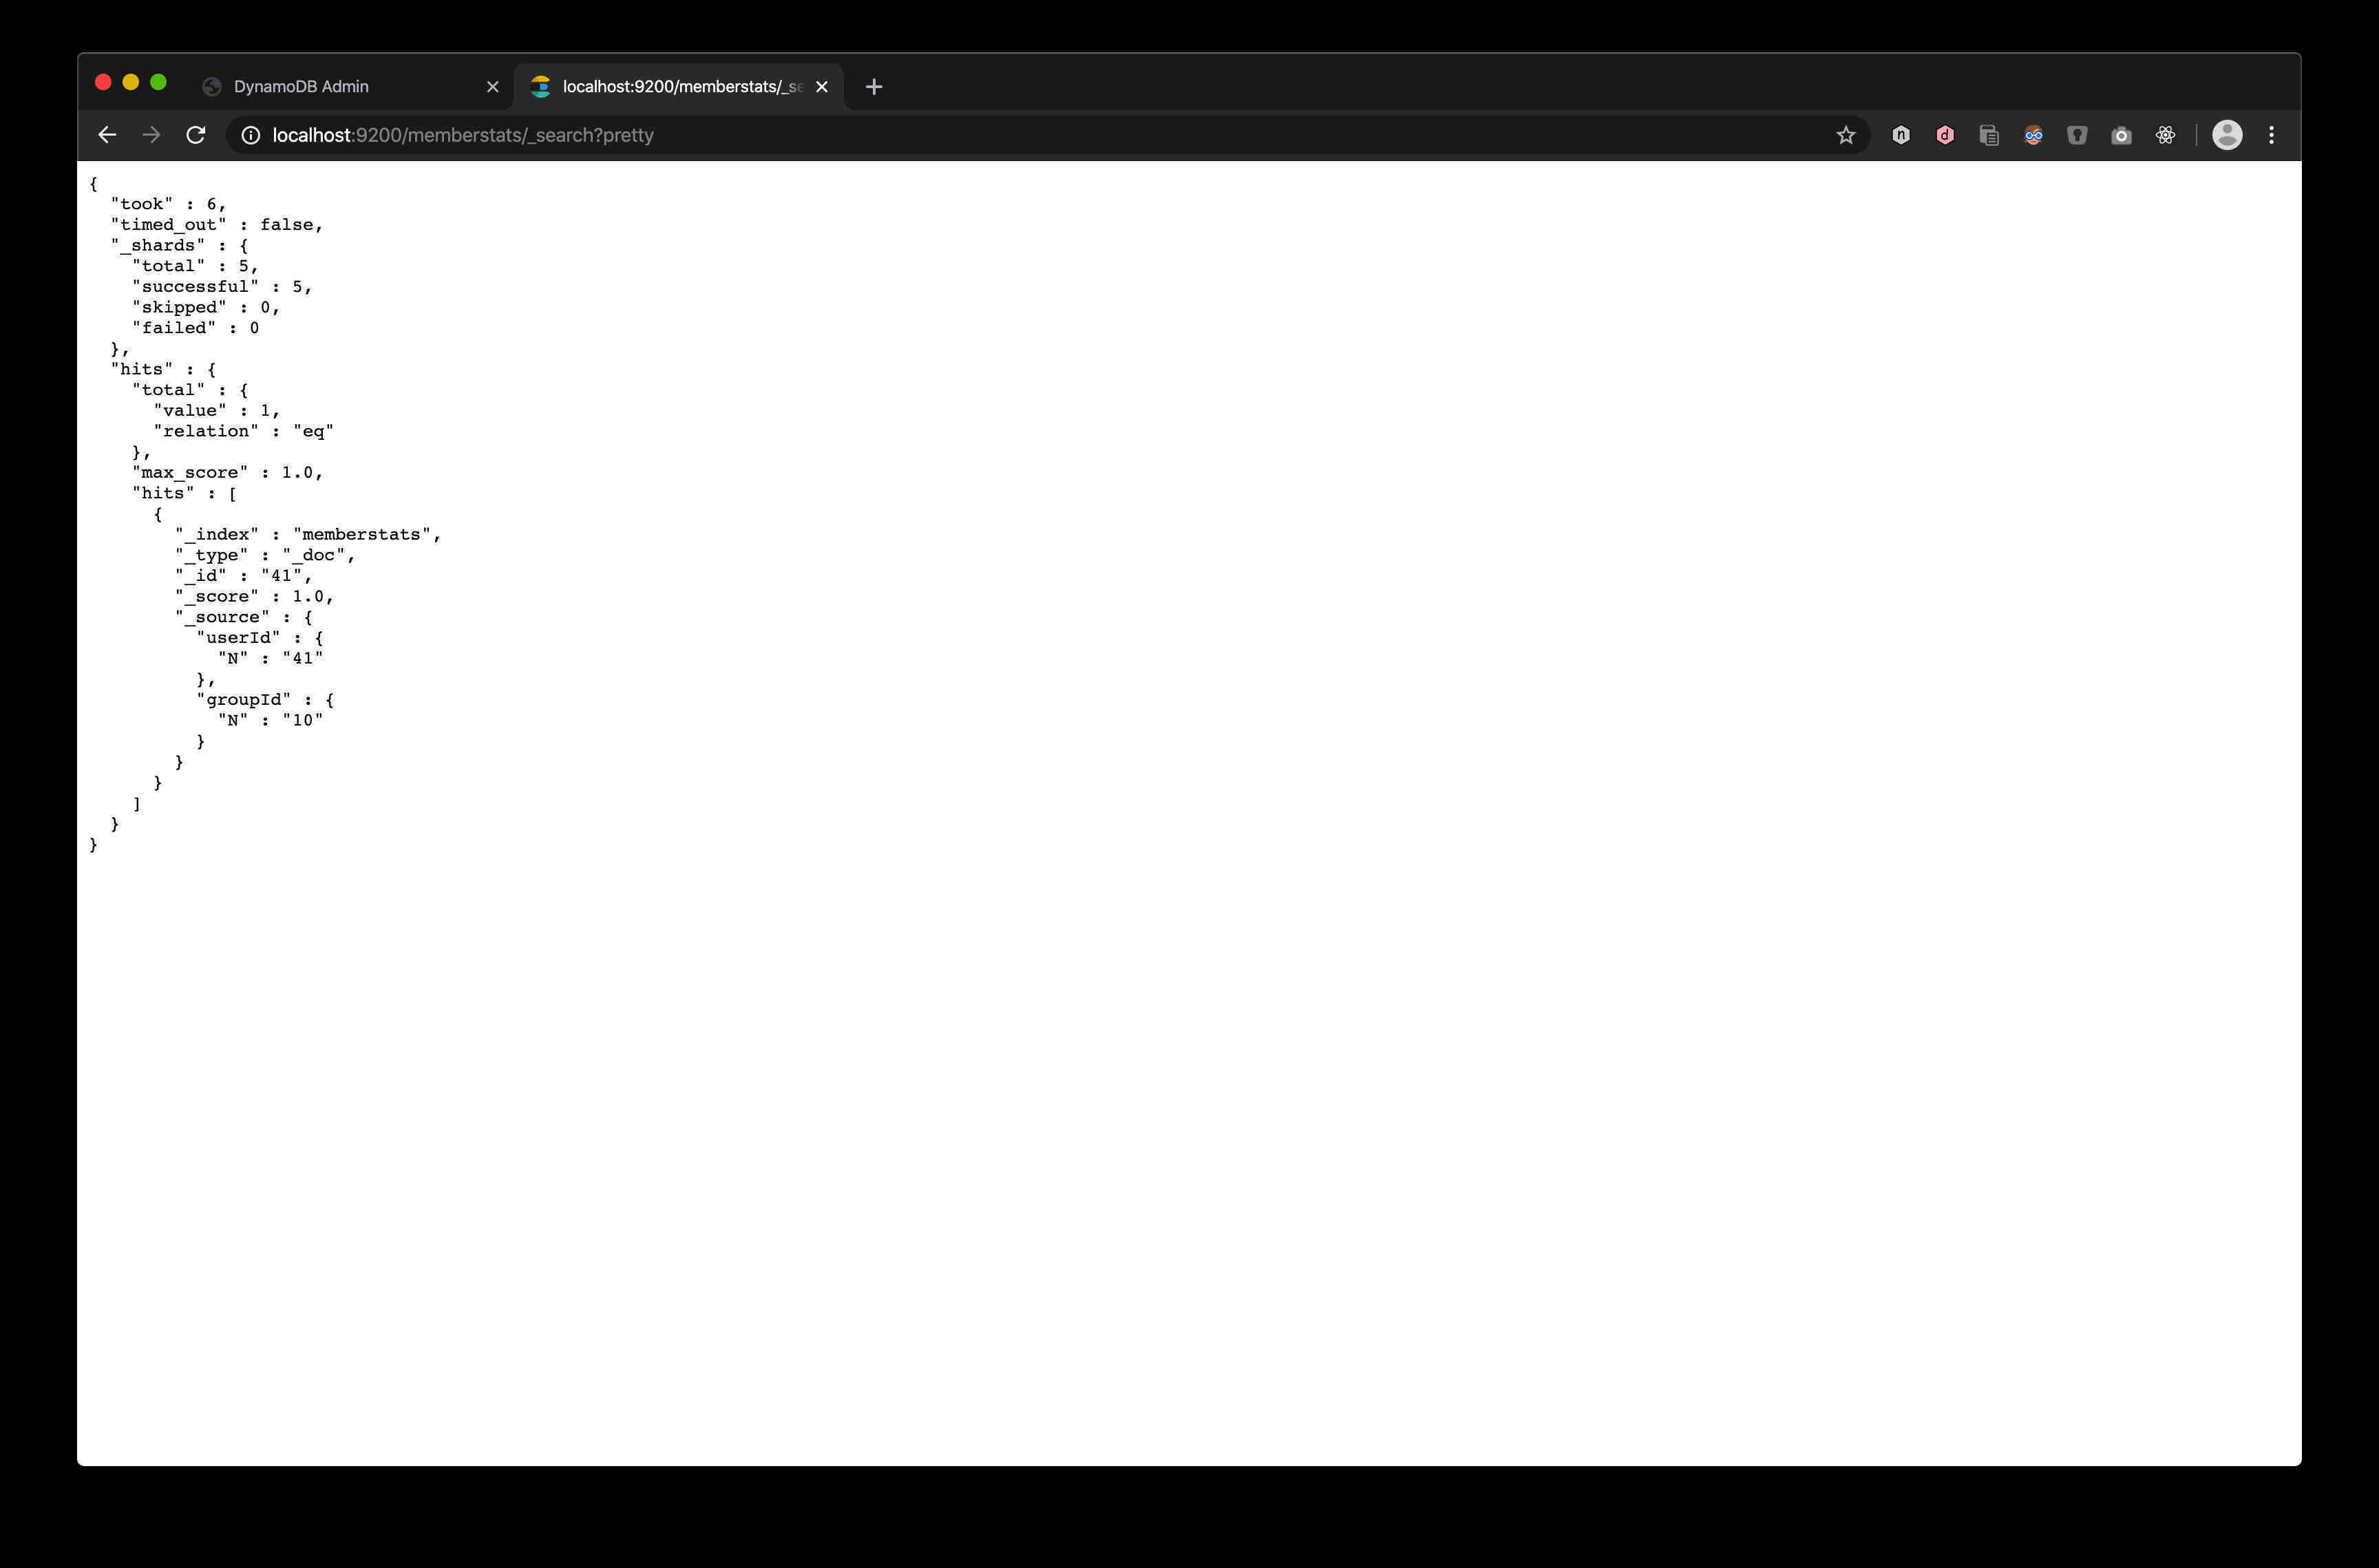 DynamoDB Admin
localhost:9200/memberstats/_se
localhost:9200/memberstats/_search?pretty
{
  "took" : 6,
  "timed_out" : false,
  "_shards" : {
    "total" : 5,
    "successful" : 5,
    "skipped" : 0,
    "failed" : 0
  },
  "hits" : {
    "total" : {
      "value" : 1,
      "relation" : "eq"
    },
    "max_score" : 1.0,
    "hits" : [
      {
        "_index" : "memberstats",
        "_type" : "_doc",
        "_id" : "41",
        "_score" : 1.0,
        "_source" : {
          "userId" : {
            "N" : "41"
          },
          "groupId" : {
            "N" : "10"
          }
        }
      }
    ]
  }
}